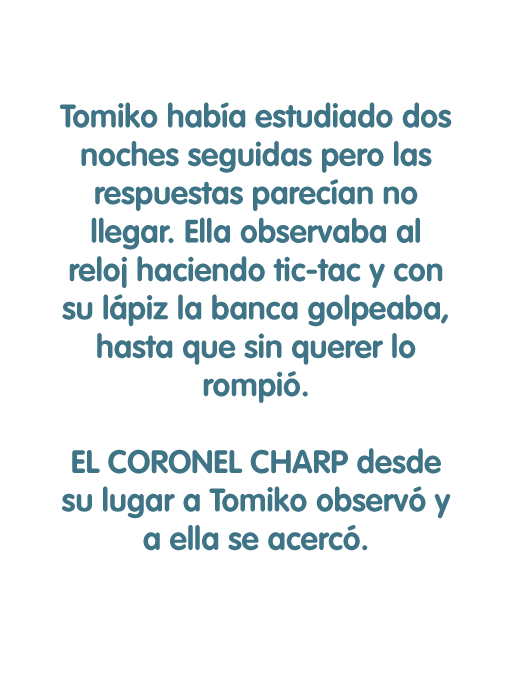 Tomiko había estudiado dos
noches seguidas pero las
respuestas parecían no
llegar. Ella observaba al
reloj haciendo tic-tac y con
su lápiz la banca golpeaba,
hasta que sin querer lo
rompió.
EL CORONEL CHARP desde
su lugar a Tomiko observó y
a ella se acercó.